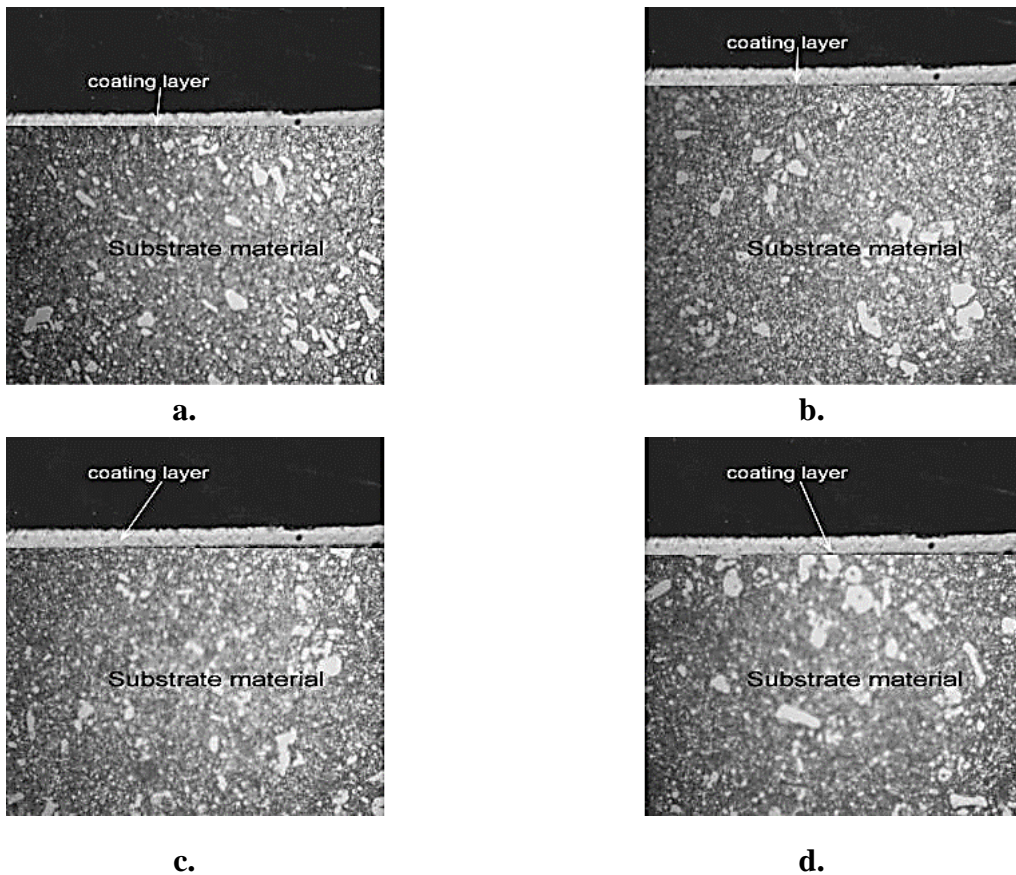 coating layer
Substrate material
a.
coating layer
Substrate material
b.
coating layer
Substrate material
c.
coating layer
Substrate material
d.